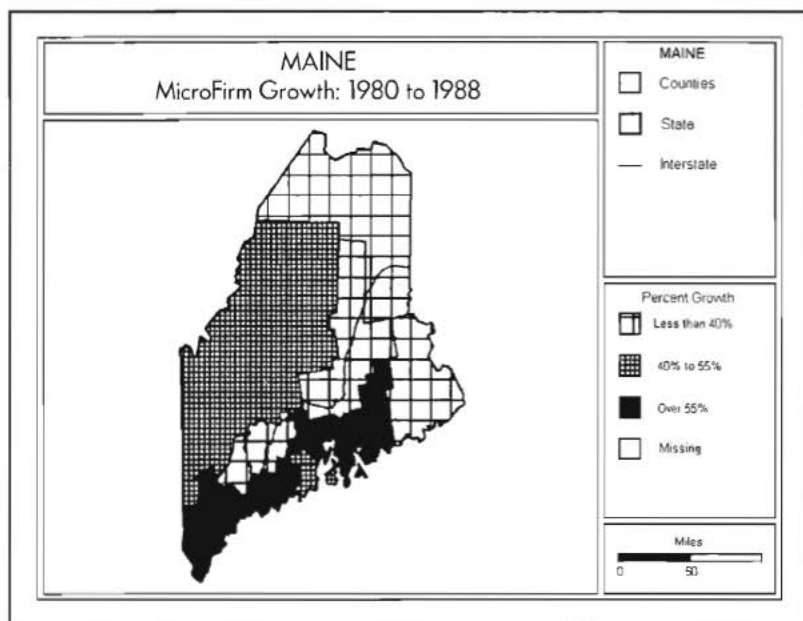 MAINE
MicroFirm Growth: 1980 to 1988
MAINE
Counties
State
Interstate
Percent Growth
Less than 40%
40% to 55%
Over 55%
Missing
Miles
0 50